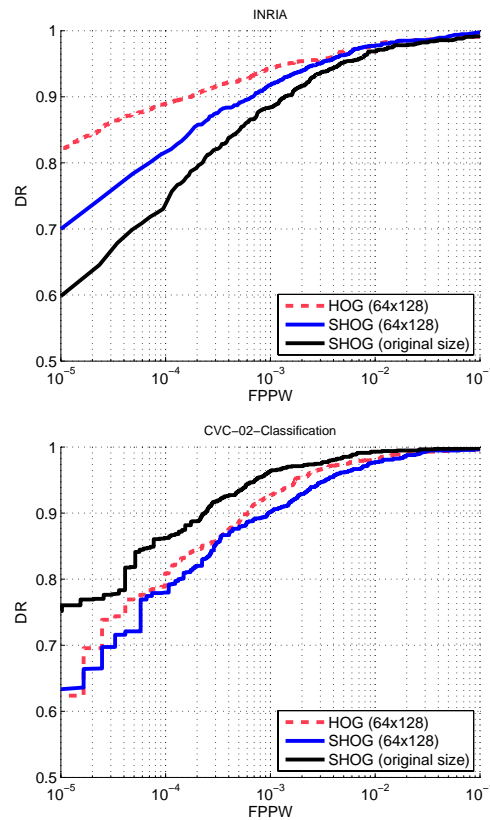 INRIA
1
0.9
0.8
0.7
0.6
0.5
DR
HOG (64x128)
SHOG (64x128)
SHOG (original size)
10−5 10−4 10−3 10−2 10−1
FPPW
CVC−02−Classification
1
0.9
0.8
0.7
0.6
0.5
DR
HOG (64x128)
SHOG (64x128)
SHOG (original size)
10−5 10−4 10−3 10−2 10−
FPPW